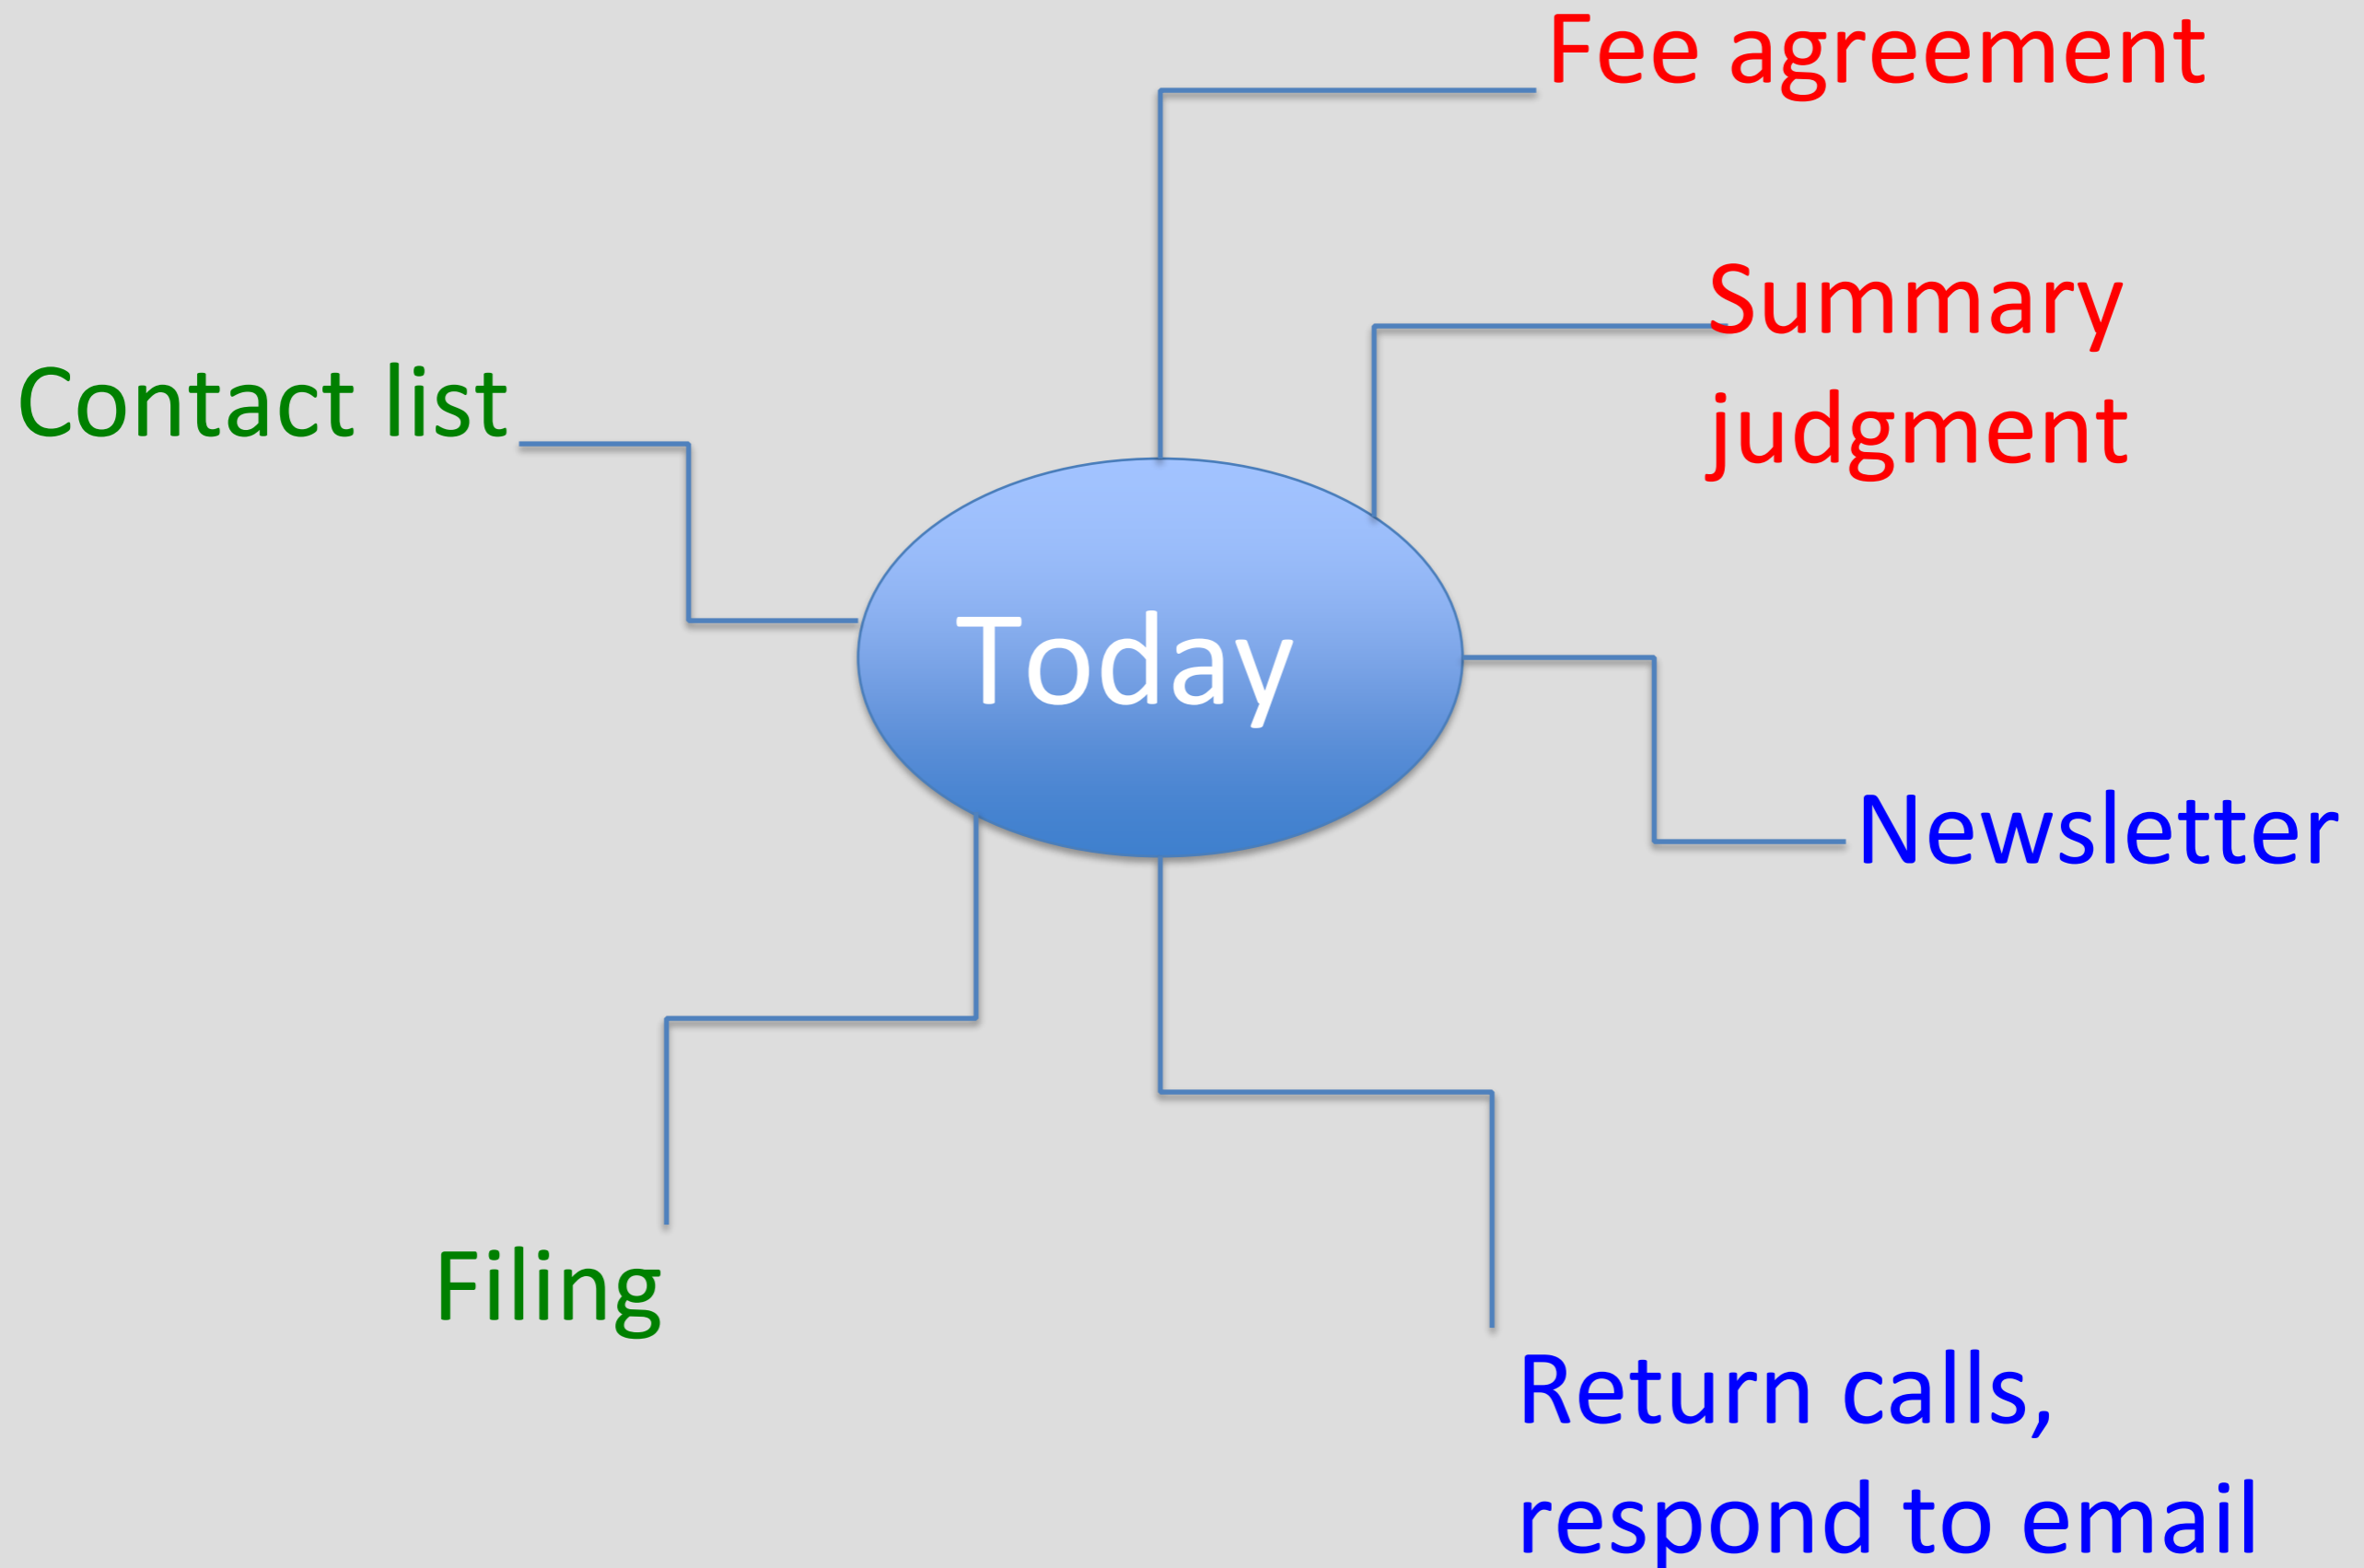 Fee agreement
Summary
judgment
Contact list
Today
Newsletter
Filing
Return calls,
respond to email